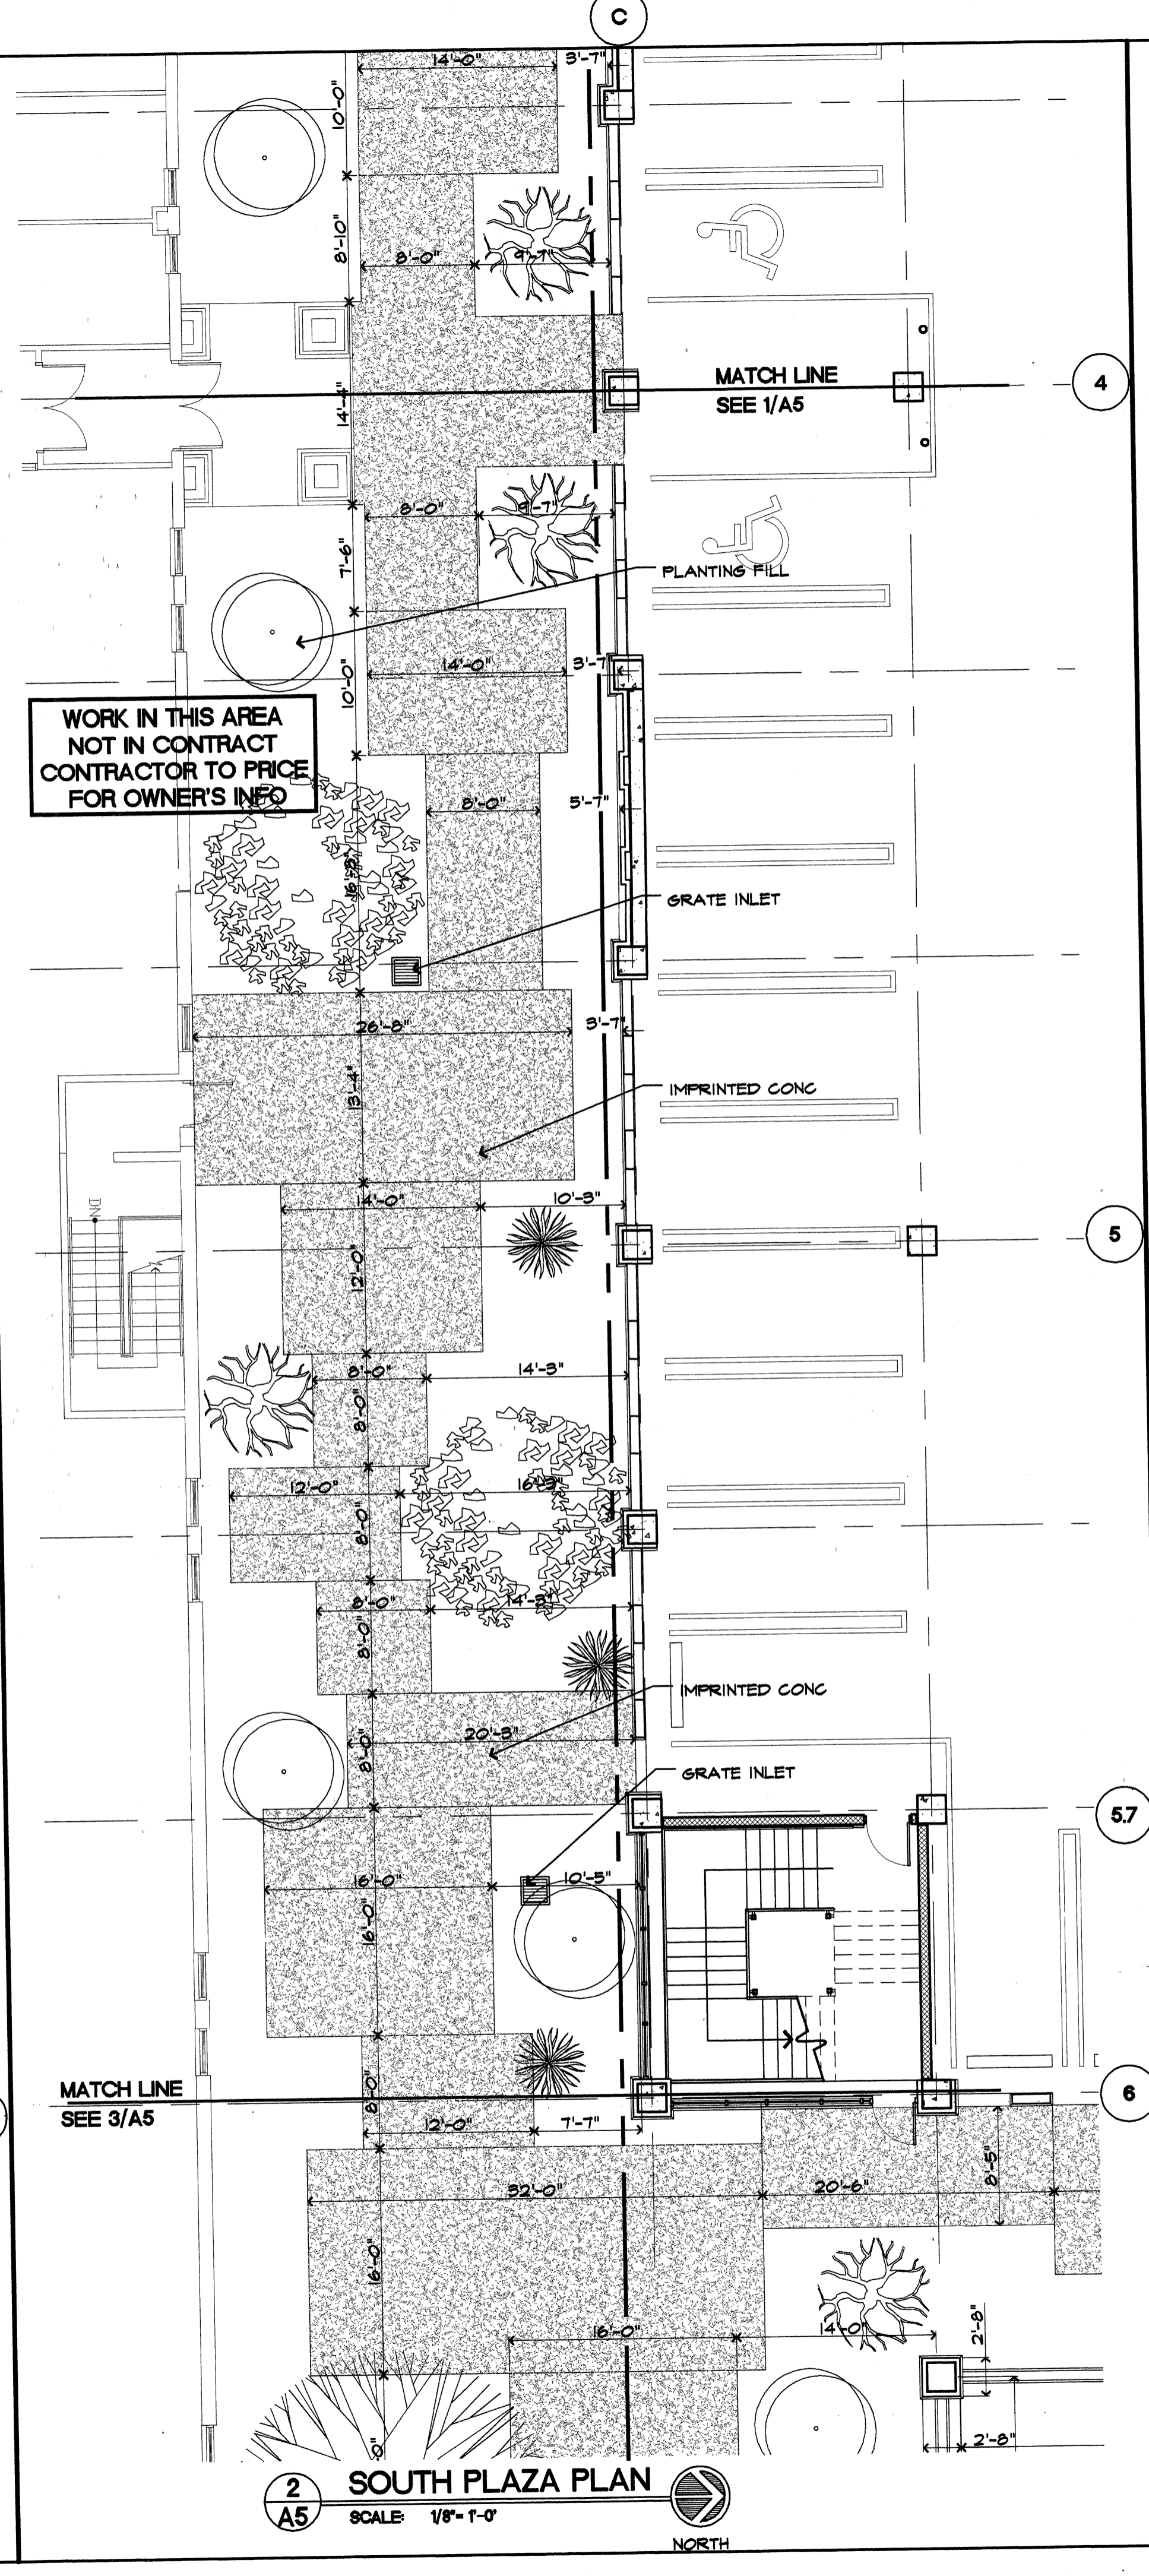 C
14'-0"
3'-7"
10'-0"
8'-10"
8'-0"
9'-7"
MATCH LINE
SEE 1/A5
4
14'-4"
8'-0"
9'-7"
7'-6"
PLANTING FILL
14'-0"
3'-7
10'-0"
WORK IN THIS AREA
NOT IN CONTRACT
CONTRACTOR TO PRICE
FOR OWNER'S INFO
8'-0"
5'-7"
16'-8"
GRATE INLET
26'-8"
3'-7"
13'-4"
IMPRINTED CONC
14'-0"
10'-3"
DN
12'-0"
5
8'-0"
14'-3"
8'-0"
12'-0"
16'-3"
8'-0"
8'-0"
14'-3"
8'-0"
IMPRINTED CONC
20'-3"
8'-0"
GRATE INLET
5.7
16'-0"
10'-5"
16'-0"
MATCH LINE
SEE 3/A5
8'-0"
6
12'-0"
7'-7"
32'-0"
20'-6"
8'-5"
16'-0"
16'-0"
14'-0"
2'-8"
2'-8"
2
A5
SOUTH PLAZA PLAN
SCALE: 1/8"= 1'-0'
NORTH